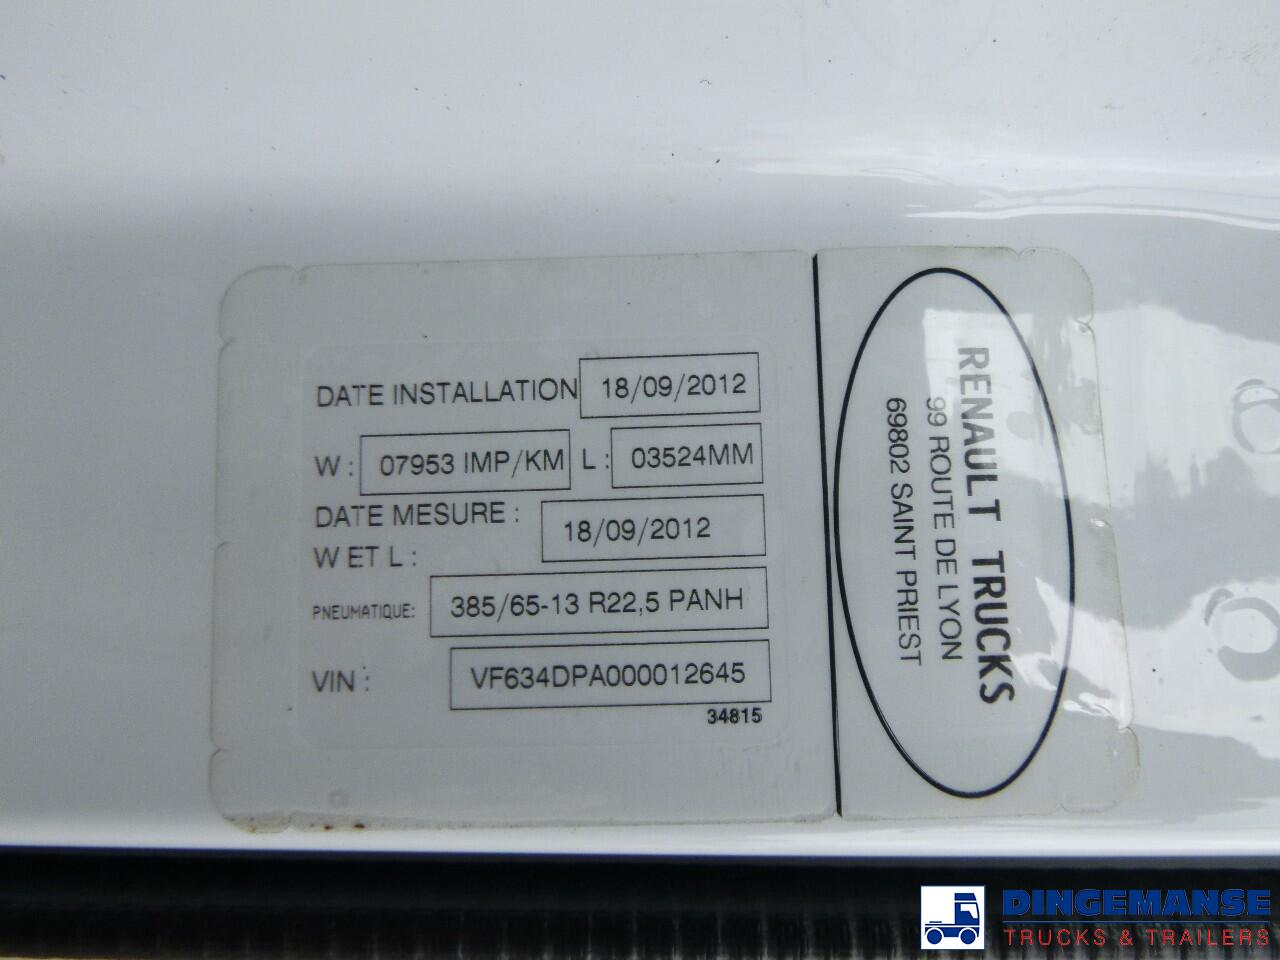 DATE INSTALLATION 18/09/2012
W : 07953 IMP/KM L : 03524MM
DATE MESURE : 18/09/2012
W ET L :
PNEUMATIQUE: 385/65-13 R22,5 PANH
VIN : VF634DPA000012645
34815
RENAULT TRUCKS
99 ROUTE DE LYON
69802 SAINT PRIEST
DINGEMANSE
TRUCKS & TRAILERS